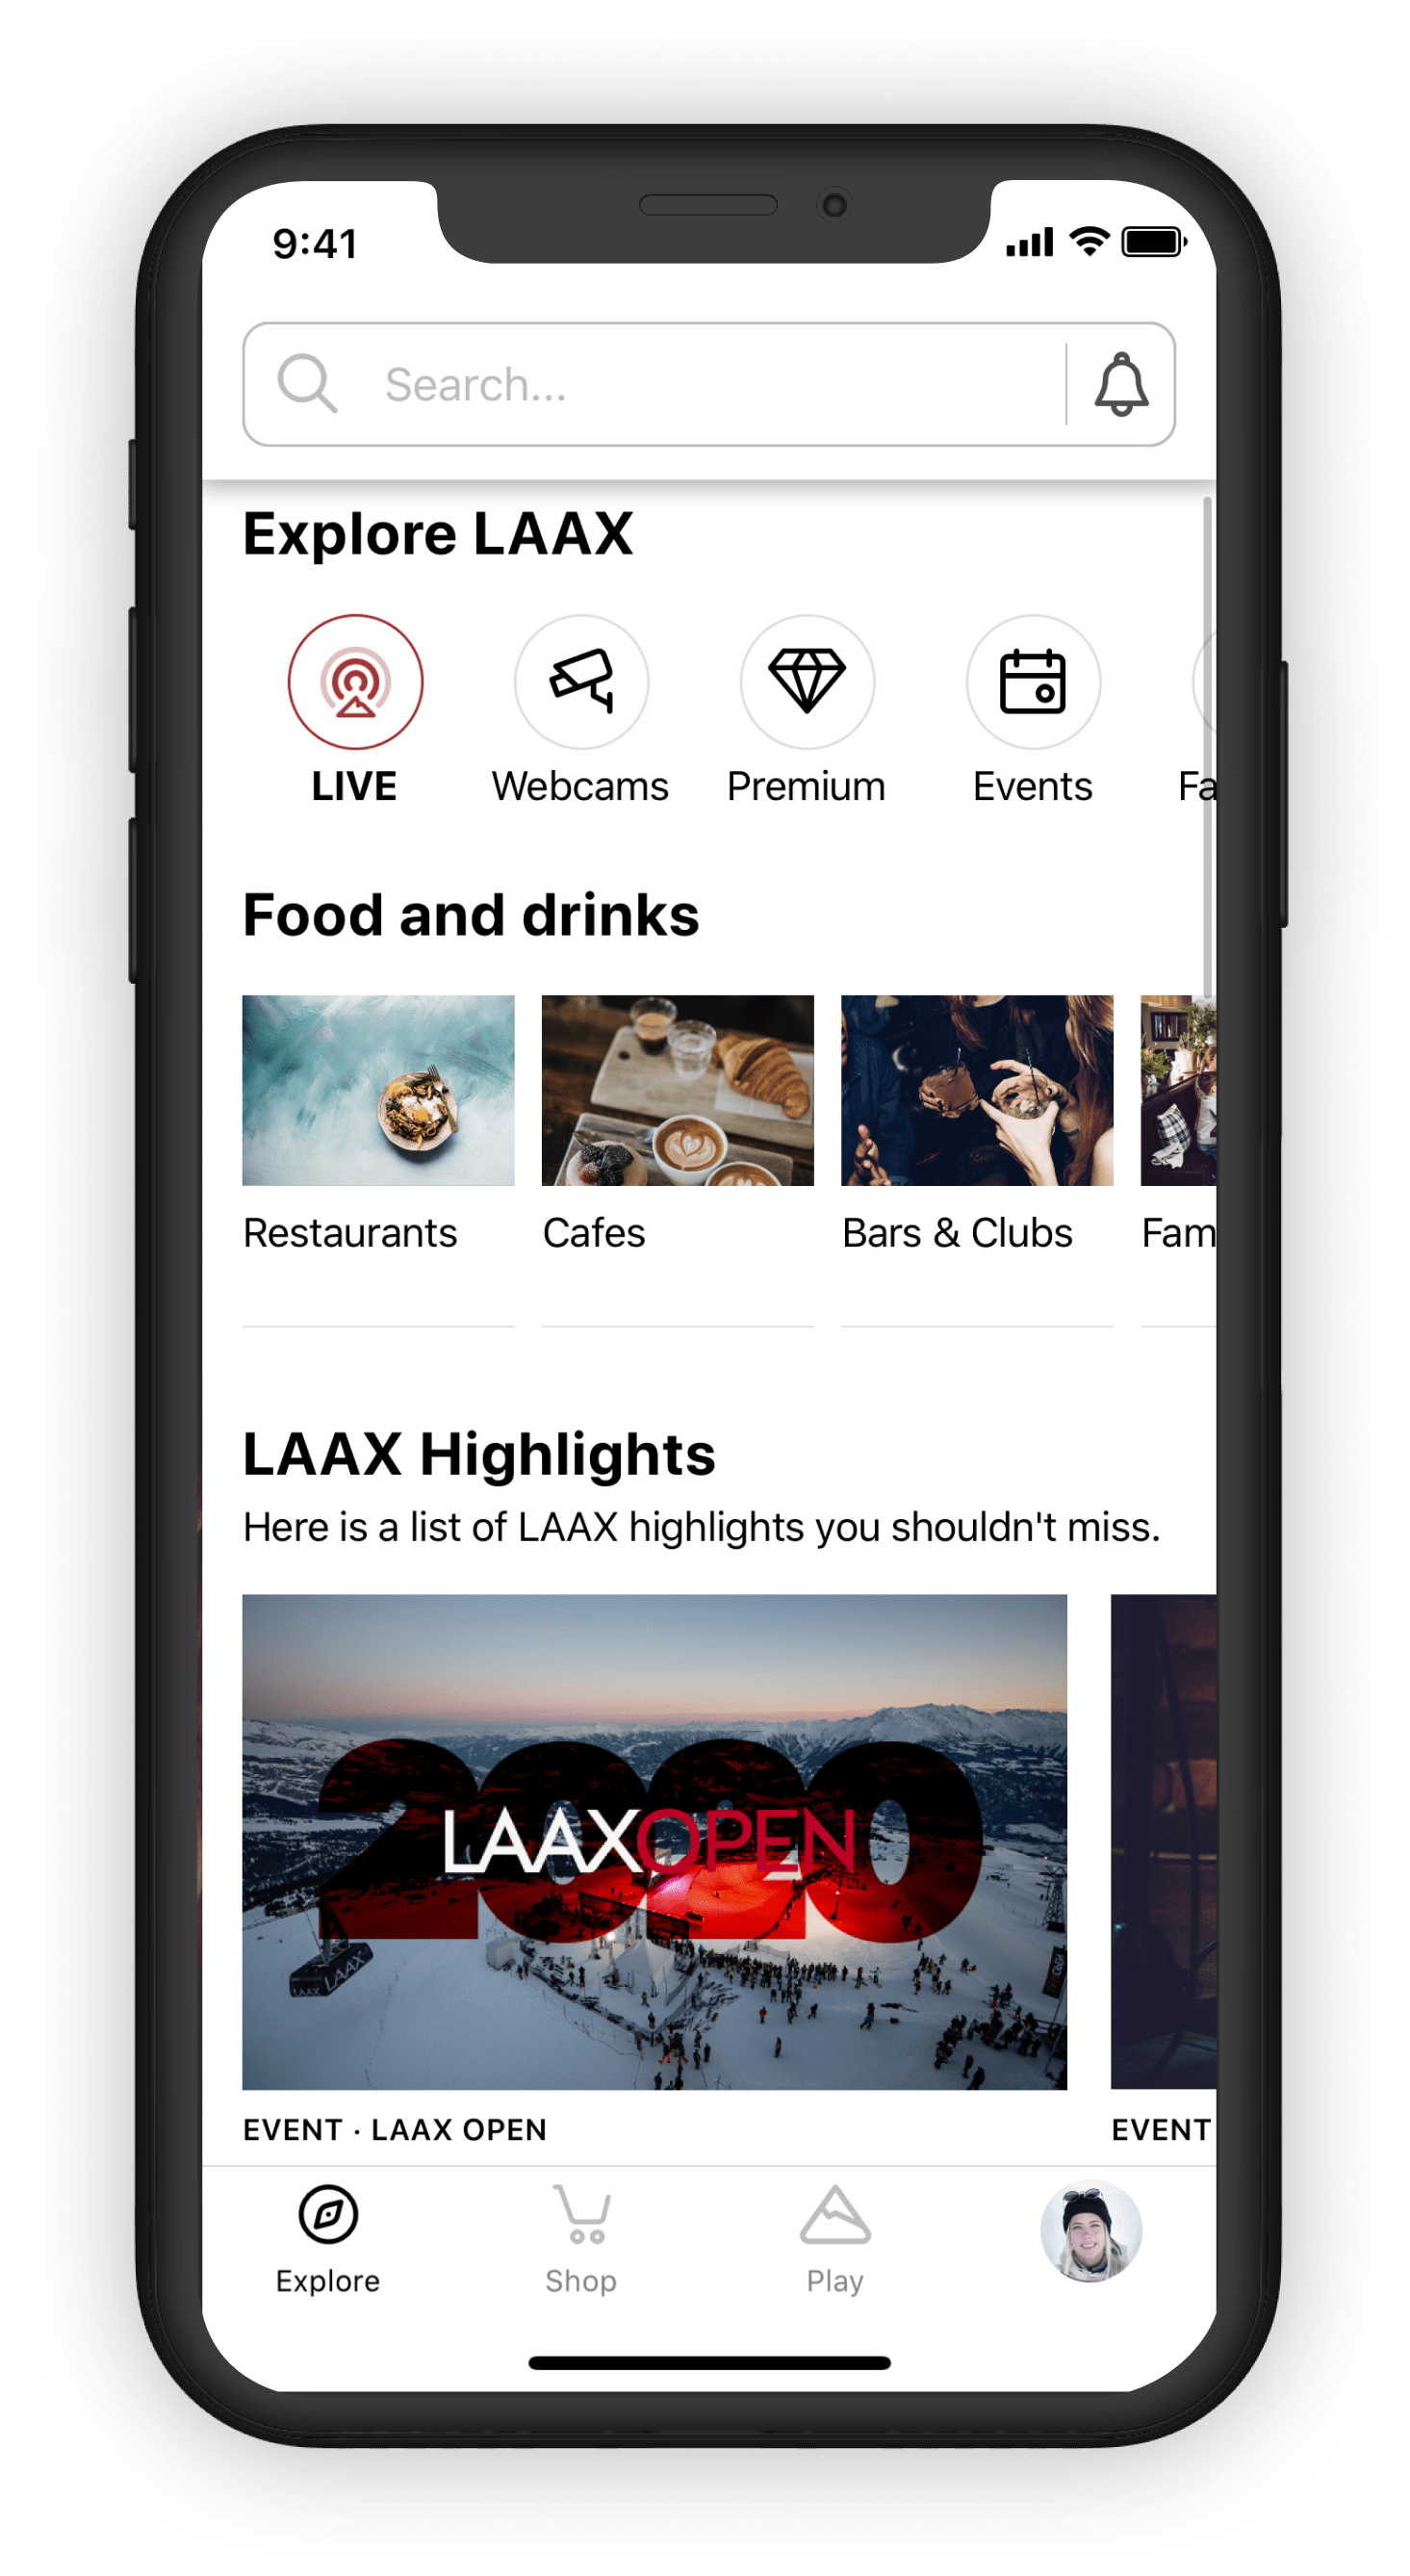 9:41
Search...
Explore LAAX
LIVE Webcams Premium Events Fa
Food and drinks
Restaurants Cafes Bars & Clubs Fam
LAAX Highlights
Here is a list of LAAX highlights you shouldn't miss.
2020
LAAXOPEN
LAAX LAAX
EVENT · LAAX OPEN EVENT
Explore Shop Play